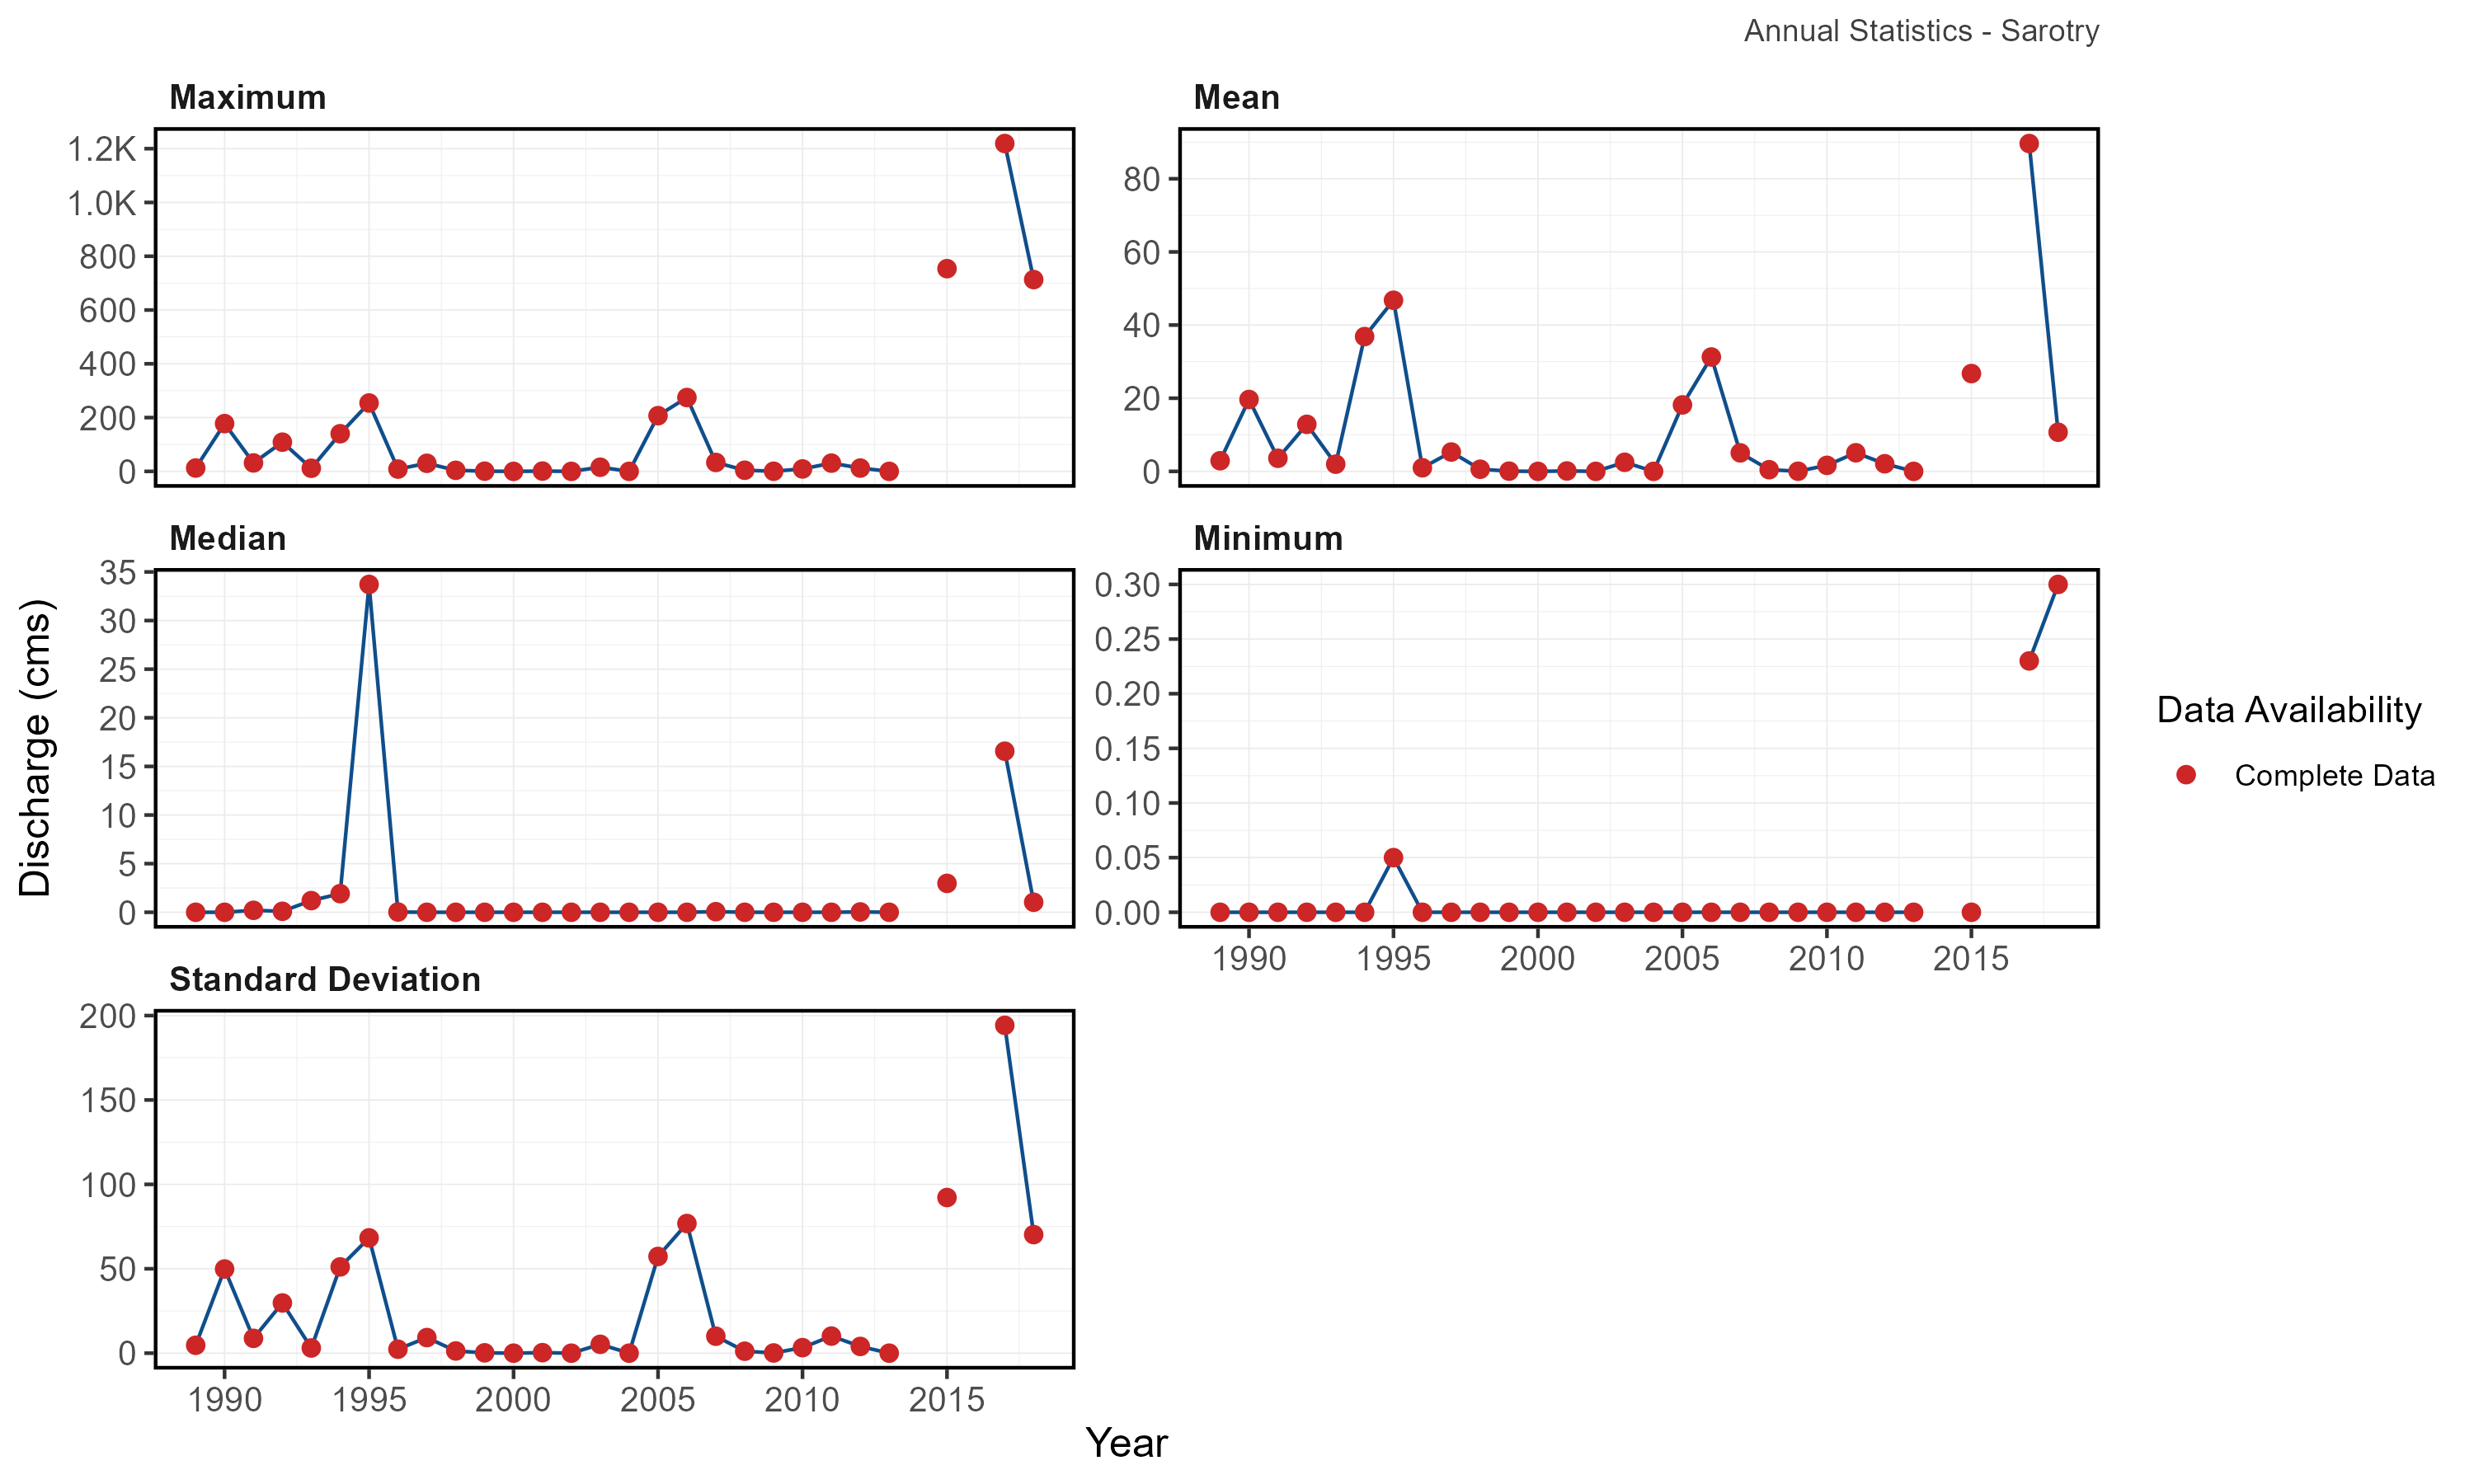 Annual Statistics - Sarotry
Maximum
1.2K
1.0K
800
600
400
200
0
Mean
80
60
40
20
0
Discharge (cms)
Median
35
30
25
20
15
10
5
0
Minimum
0.30
0.25
0.20
0.15
0.10
0.05
0.00
1990 1995 2000 2005 2010 2015
Standard Deviation
200
150
100
50
0
1990 1995 2000 2005 2010 2015
Year
Data Availability
Complete Data